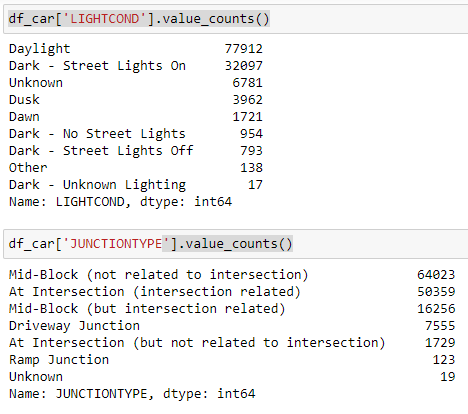 df_car['LIGHTCOND'].value_counts()
Daylight 77912
Dark - Street Lights On 32097
Unknown 6781
Dusk 3962
Dawn 1721
Dark - No Street Lights 954
Dark - Street Lights Off 793
Other 138
Dark - Unknown Lighting 17
Name: LIGHTCOND, dtype: int64
df_car['JUNCTIONTYPE'].value_counts()
Mid-Block (not related to intersection) 64023
At Intersection (intersection related) 50359
Mid-Block (but intersection related) 16256
Driveway Junction 7555
At Intersection (but not related to intersection) 1729
Ramp Junction 123
Unknown 19
Name: JUNCTIONTYPE, dtype: int64